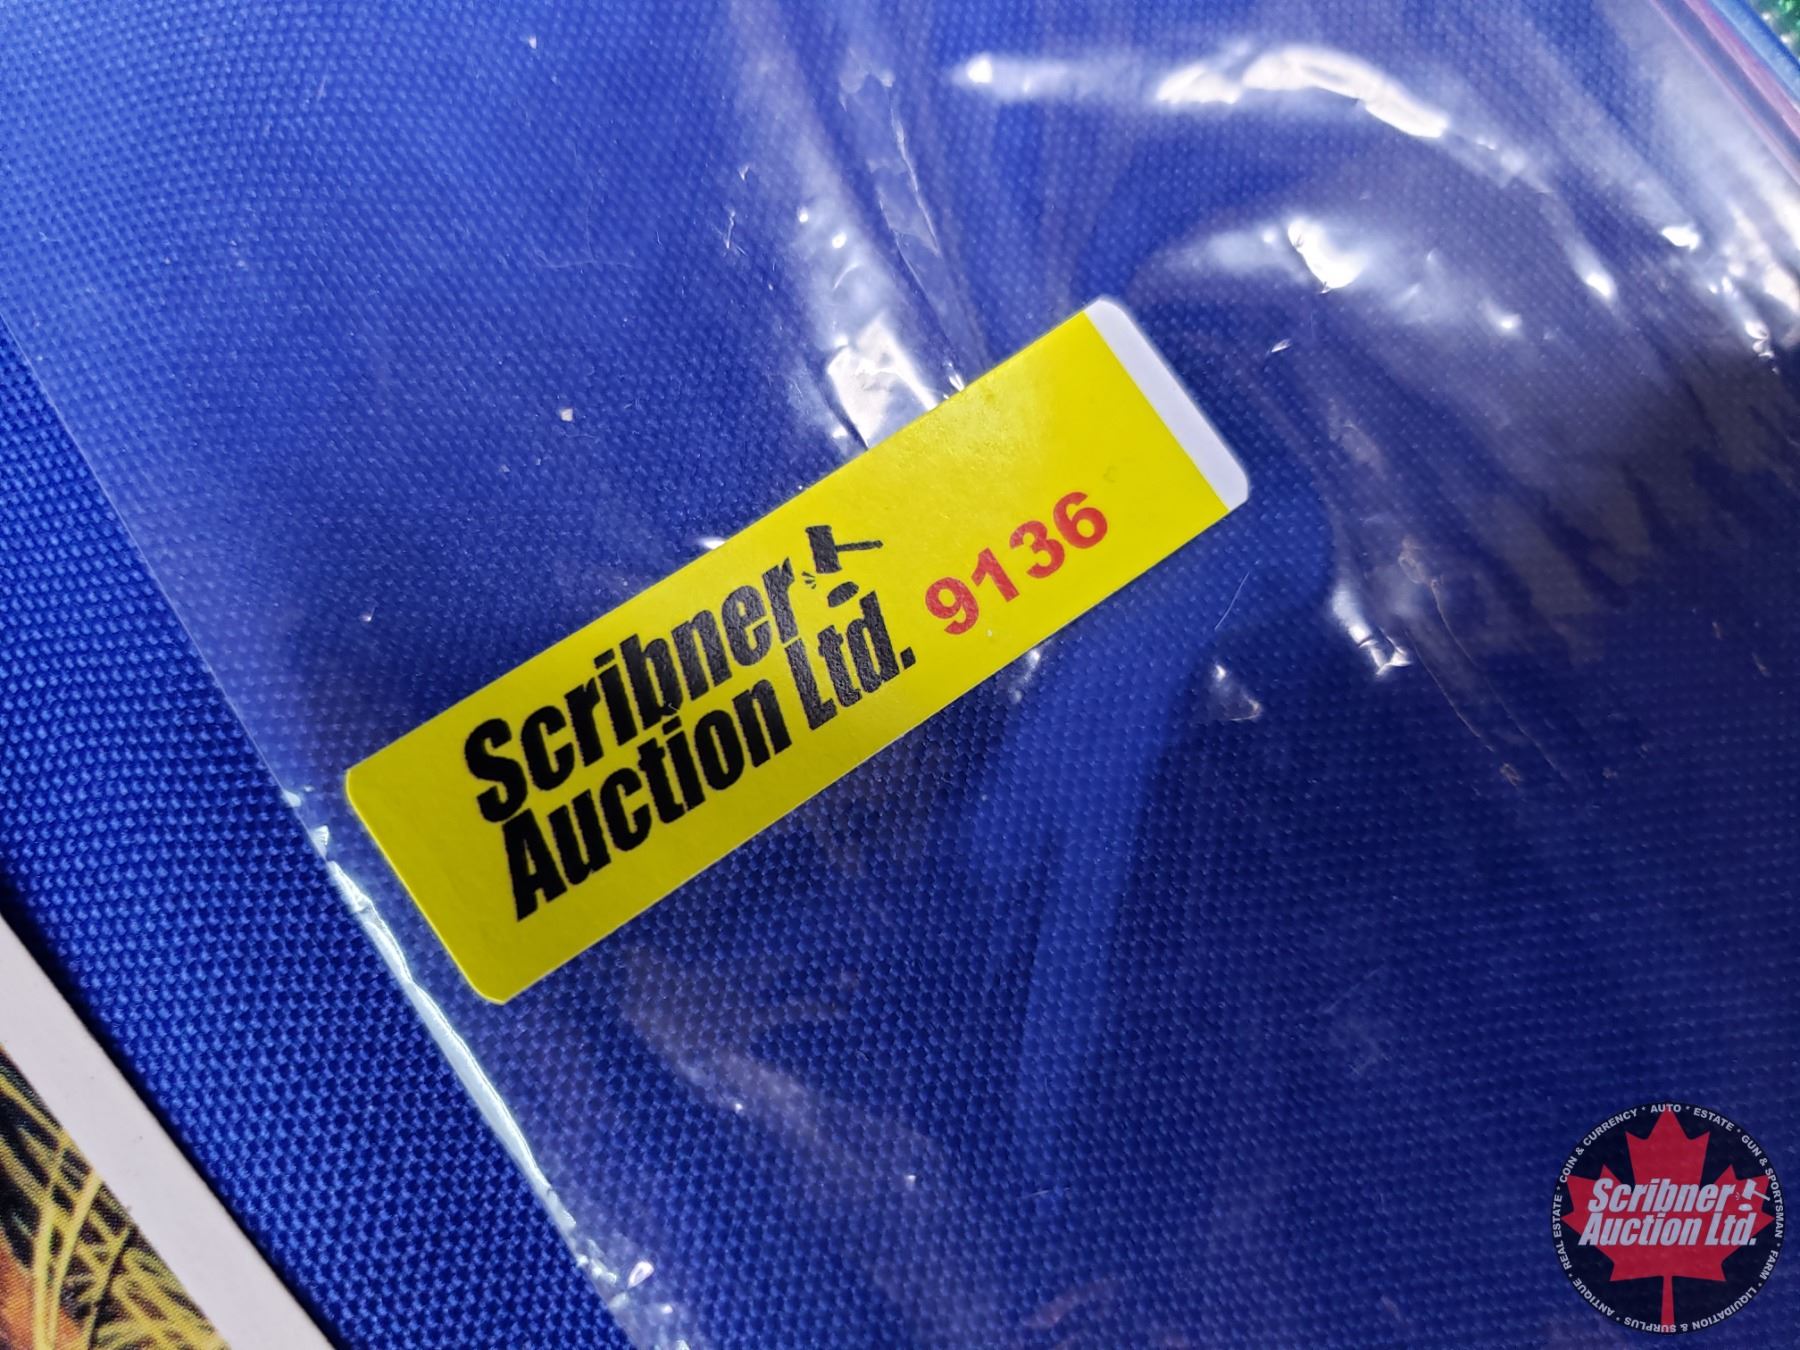 Scribner
Auction Ltd.
9136
COIN & CURRENCY * AUTO * ESTATE * GUN & SPORTSMAN * FARM * LIQUIDATION & SURPLUS * ANTIQUE * REAL ESTATE *
Scribner
Auction Ltd.